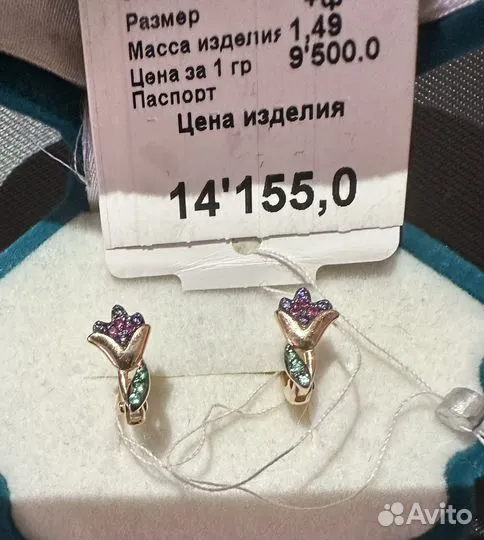 Размер
Масса изделия 1,49
Цена за 1 гр 9'500.0
Паспорт
Цена изделия
14'155,0
Avito